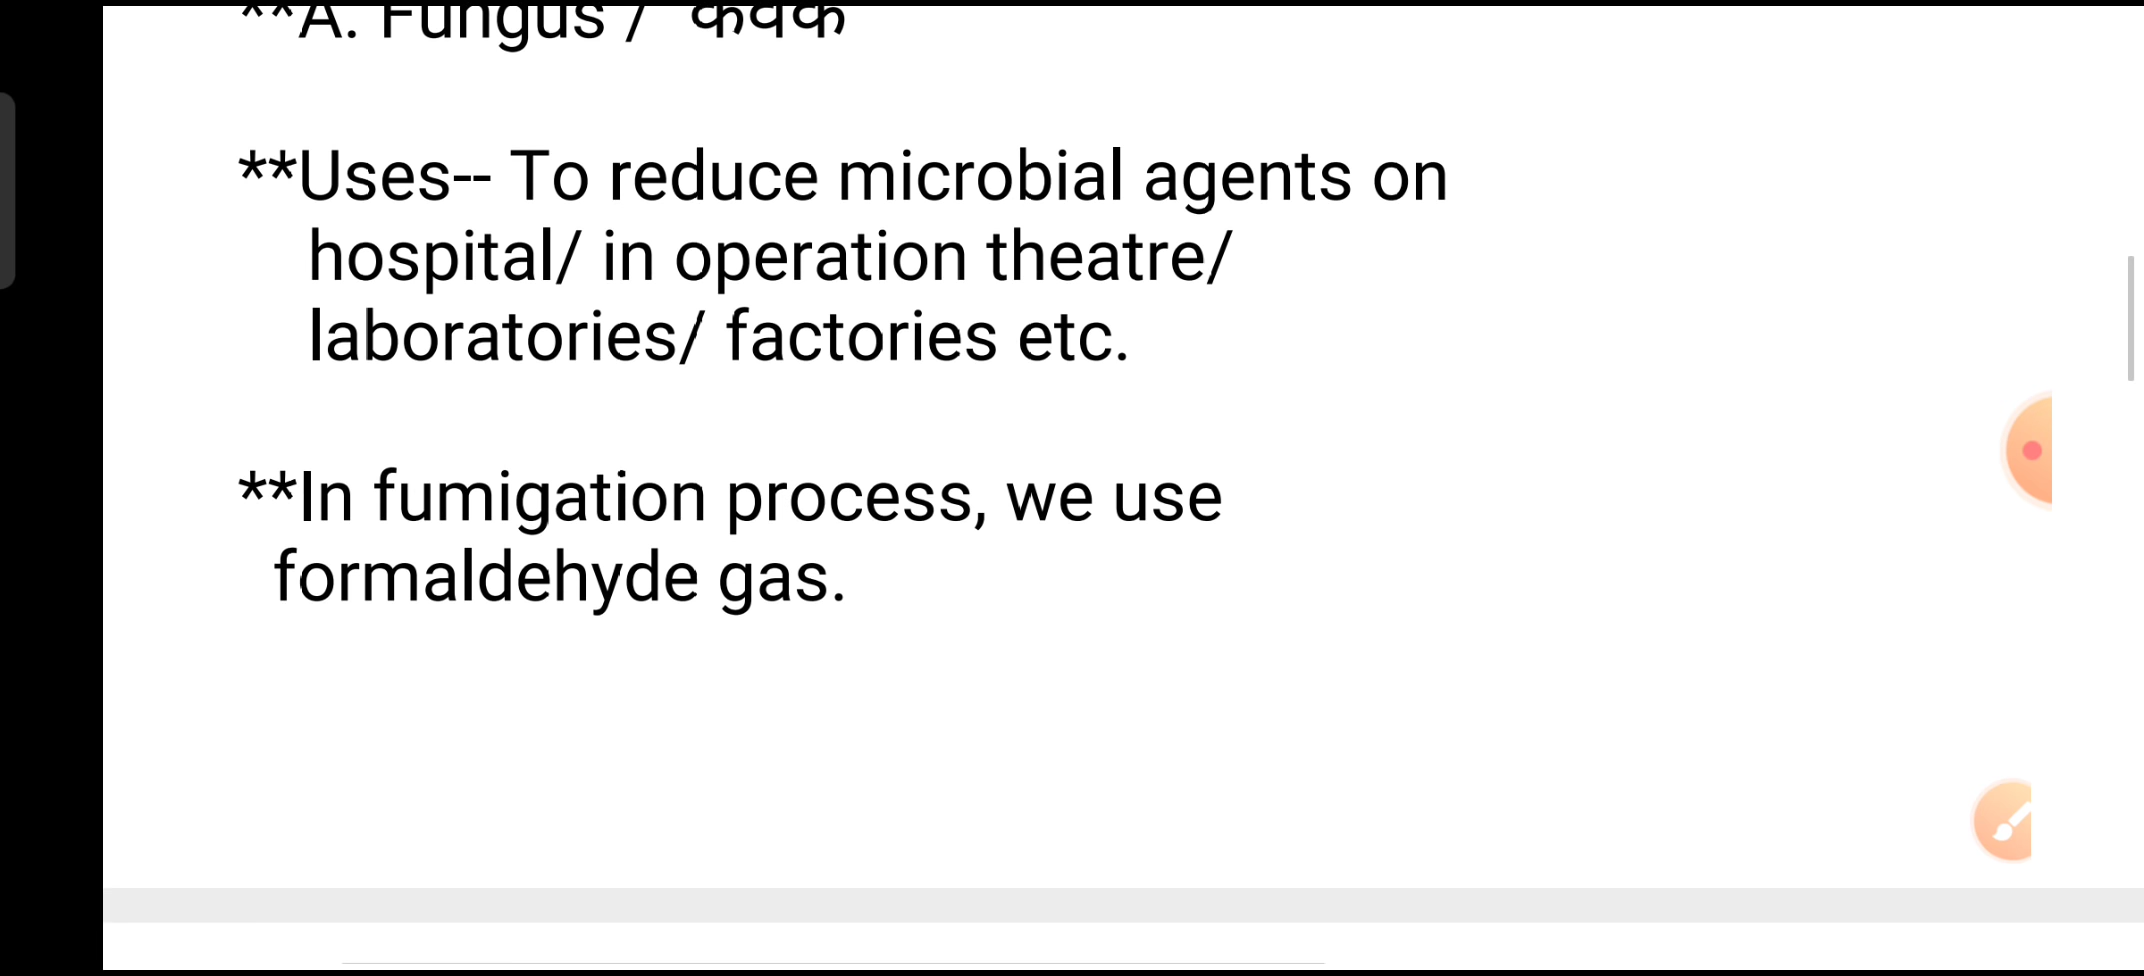 **A. Fungus / कवक
**Uses-- To reduce microbial agents on
hospital/ in operation theatre/
laboratories/ factories etc.
**In fumigation process, we use
formaldehyde gas.